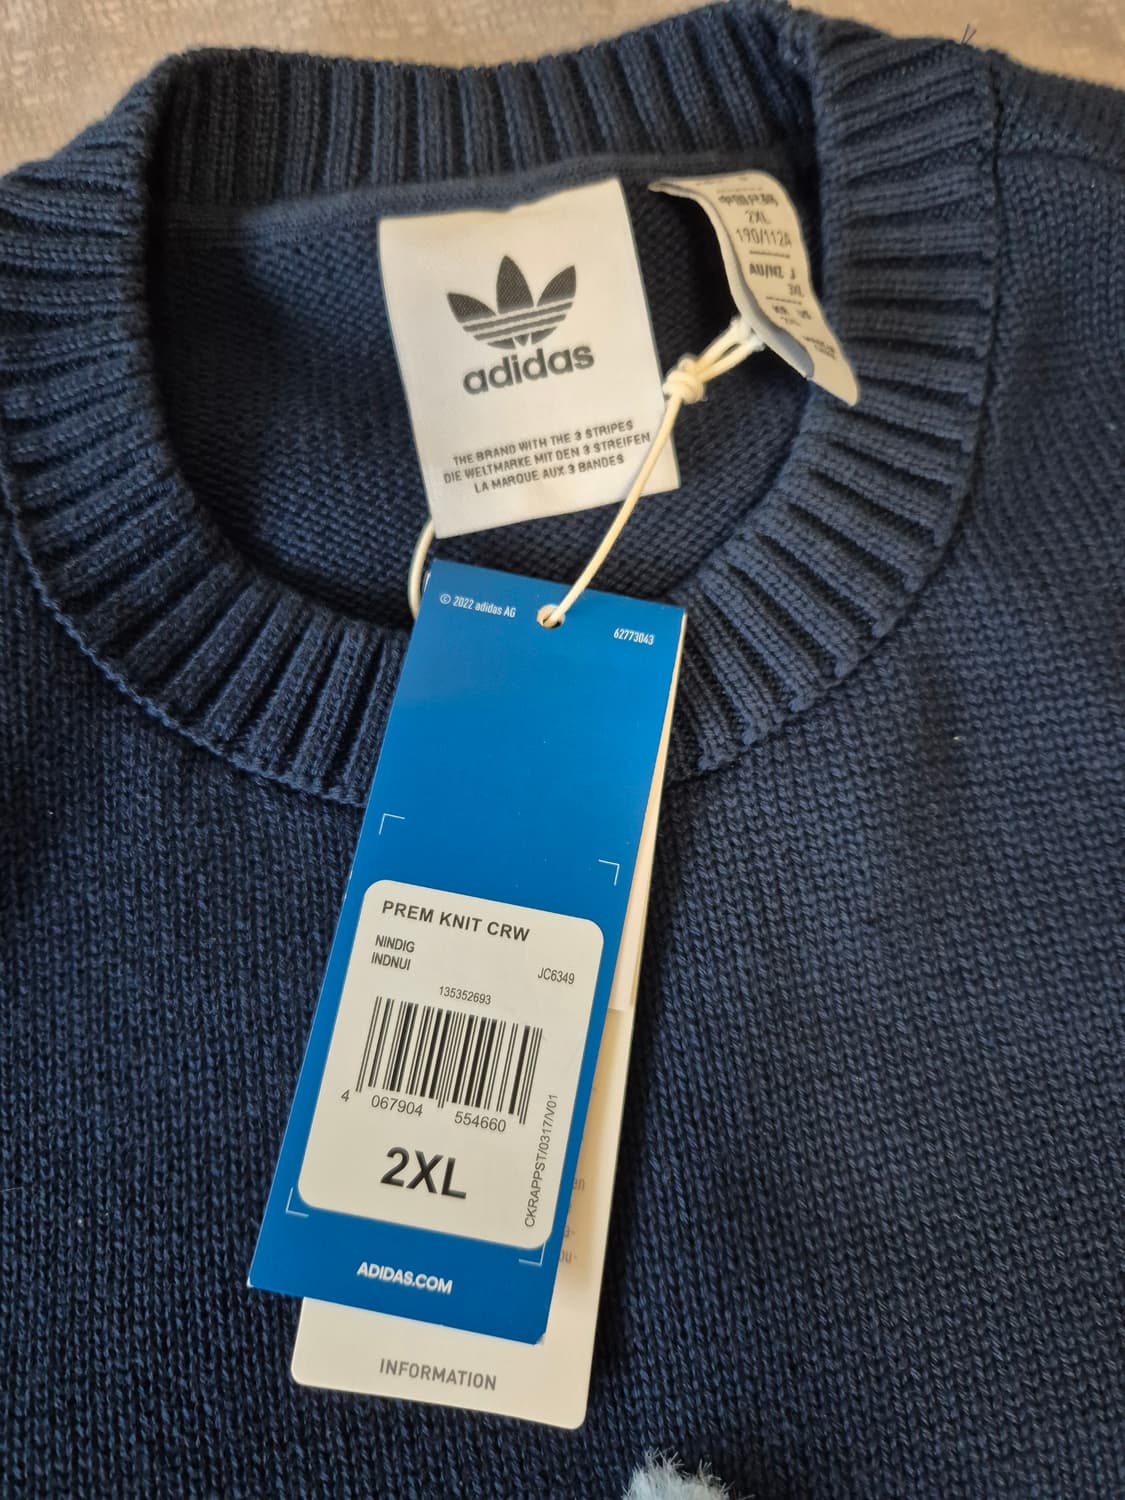 adidas
THE BRAND WITH THE 3 STRIPES
DIE WELTMARKE MIT DEN 3 STREIFEN
LA MARQUE AUX 3 BANDES
2XL
190/112A
AU/NZ J
© 2022 adidas AG
62773043
PREM KNIT CRW
NINDIG
INDNUI
JC6349
135352693
4 067904 554660
2XL
CKRAPPST/0317/V01
ADIDAS.COM
INFORMATION